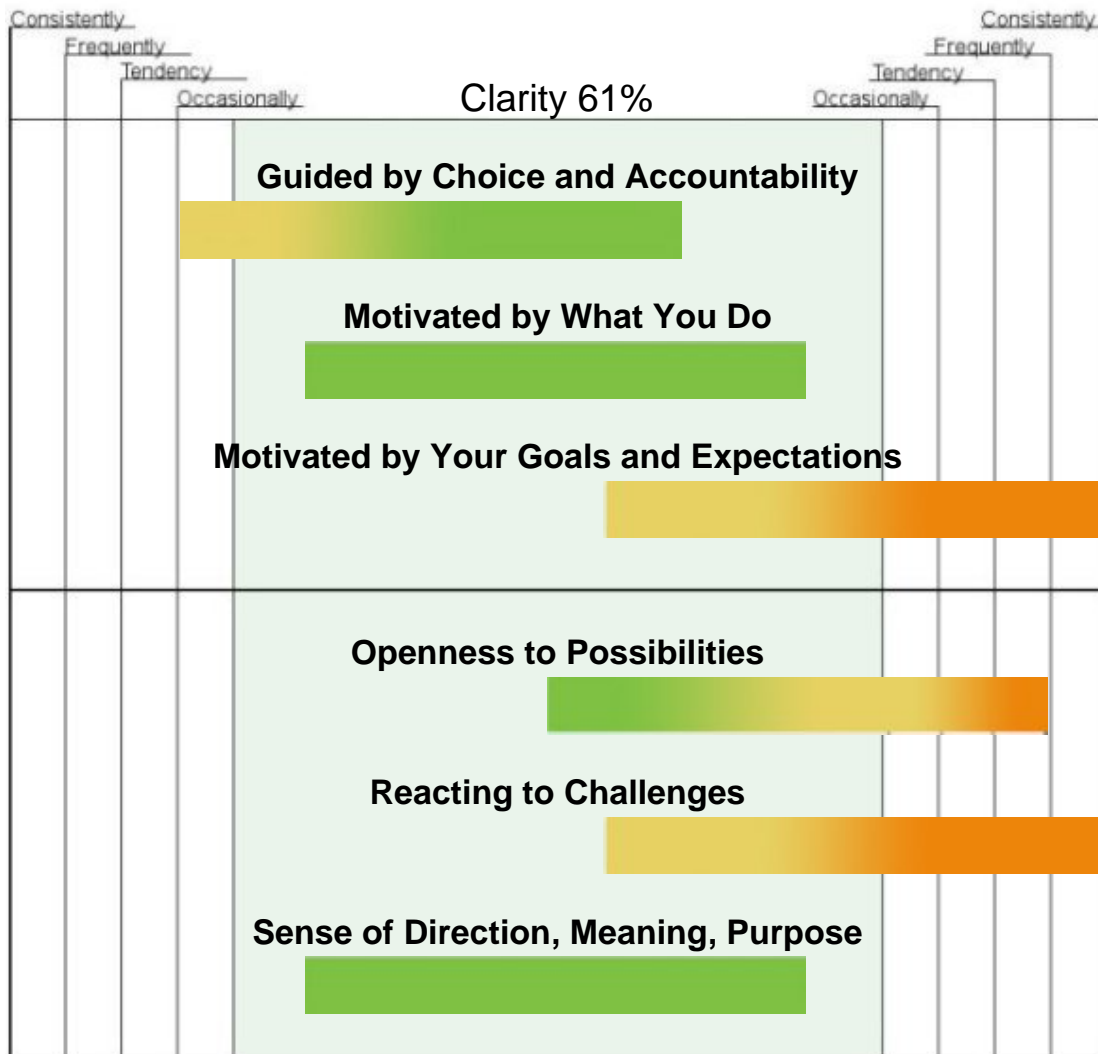 Consistently
Consistently
Frequently
Frequently
Tendency
Tendency
Occasionally
Clarity 61%
Occasionally
Guided by Choice and Accountability
Motivated by What You Do
Motivated by Your Goals and Expectations
Openness to Possibilities
Reacting to Challenges
Sense of Direction, Meaning, Purpose